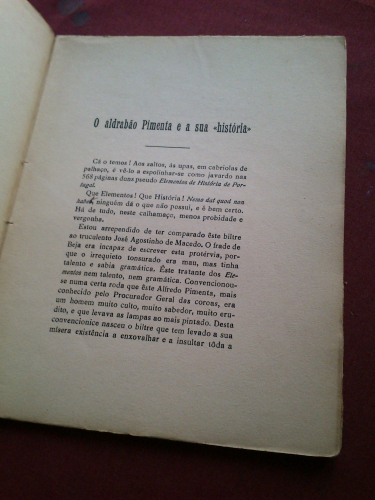 O aldrabão Pimenta e a sua «história»
Cá o temos! Aos saltos, às upas, em cabriolas de
palhaço, é vê-lo a espolinhar-se como javardo nas
568 páginas duns pseudo Elementos de História de Por-
tugal.
Que Elementos! Que História! Nemo dat quod non
habet, ninguém dá o que não possui, e é bem certo.
Há de tudo, neste calhamaço, menos probidade e
vergonha.
Estou arrependido de ter comparado êste biltre
ao truculento José Agostinho de Macedo. O frade de
Beja era incapaz de escrever esta protérvia, por-
que o irrequieto tonsurado era mau, mas tinha
talento e sabia gramática. Êste tratante dos Ele-
mentos nem talento, nem gramática. Convencionou-
se numa certa roda que êste Alfredo Pimenta, mais
conhecido pelo Procurador Geral das coroas, era
um homem muito culto, muito sabedor, muito eru-
dito, e que levava as lampas ao mais pintado. Desta
convencionice nasceu o biltre que tem levado a sua
mísera existência a enxovalhar e a insultar tôda a